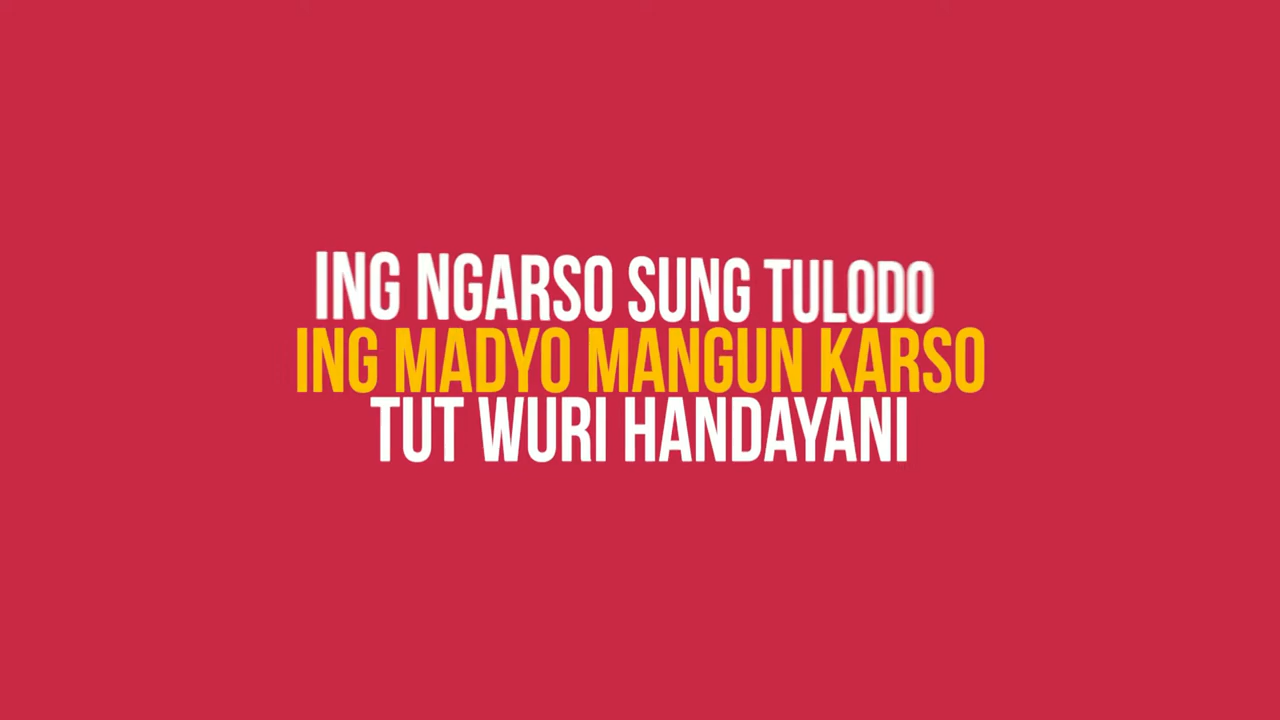 ING NGARSO SUNG TULODO
ING MADYO MANGUN KARSO
TUT WURI HANDAYANI